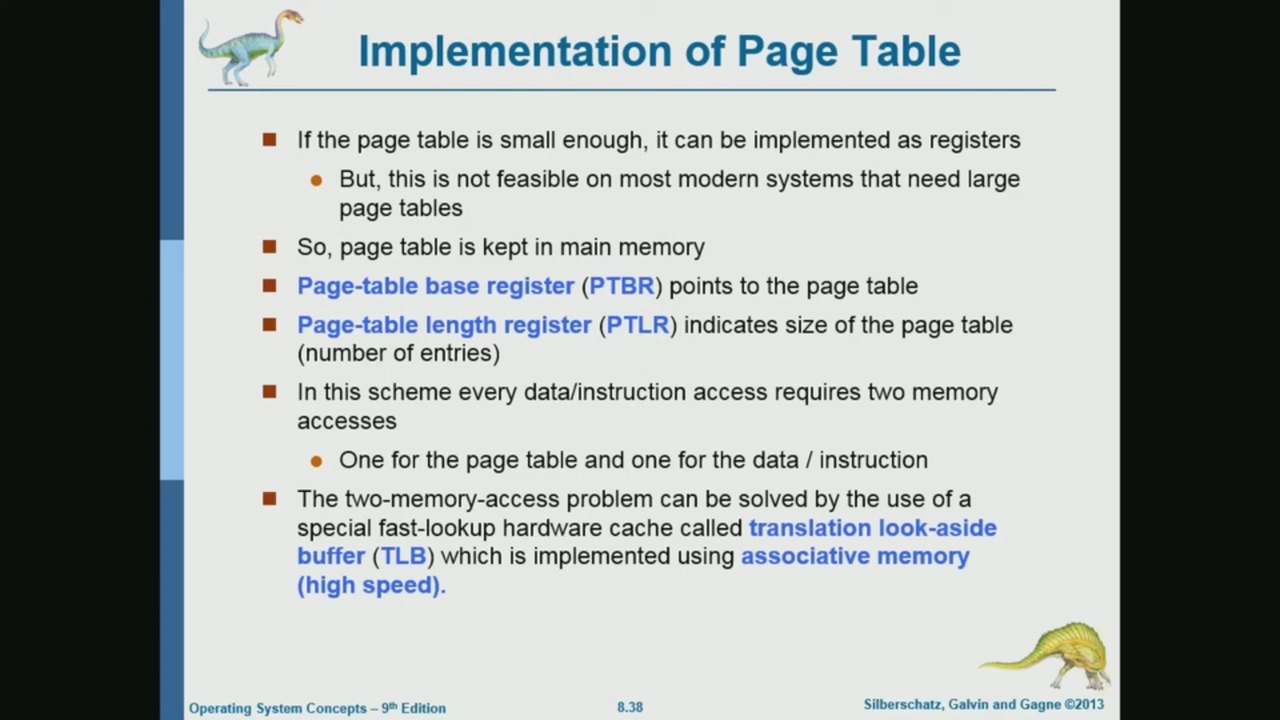 Implementation of Page Table
If the page table is small enough, it can be implemented as registers
But, this is not feasible on most modern systems that need large
page tables
So, page table is kept in main memory
Page-table base register (PTBR) points to the page table
Page-table length register (PTLR) indicates size of the page table
(number of entries)
In this scheme every data/instruction access requires two memory
accesses
One for the page table and one for the data / instruction
The two-memory-access problem can be solved by the use of a
special fast-lookup hardware cache called translation look-aside
buffer (TLB) which is implemented using associative memory
(high speed).
Operating System Concepts – 9th Edition
8.38
Silberschatz, Galvin and Gagne ©2013